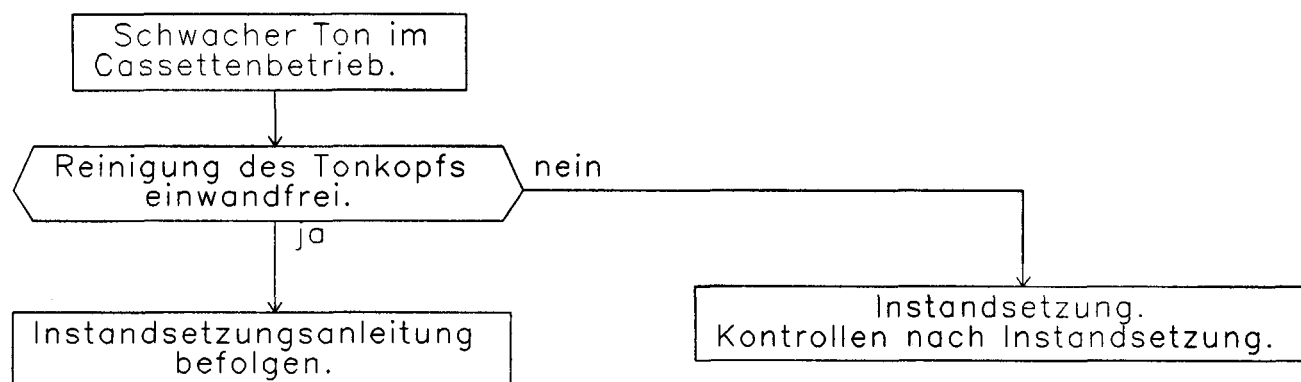 Schwacher Ton im
Cassettenbetrieb.
Reinigung des Tonkopfs
einwandfrei.
nein
ja
Instandsetzungsanleitung
befolgen.
Instandsetzung.
Kontrollen nach Instandsetzung.